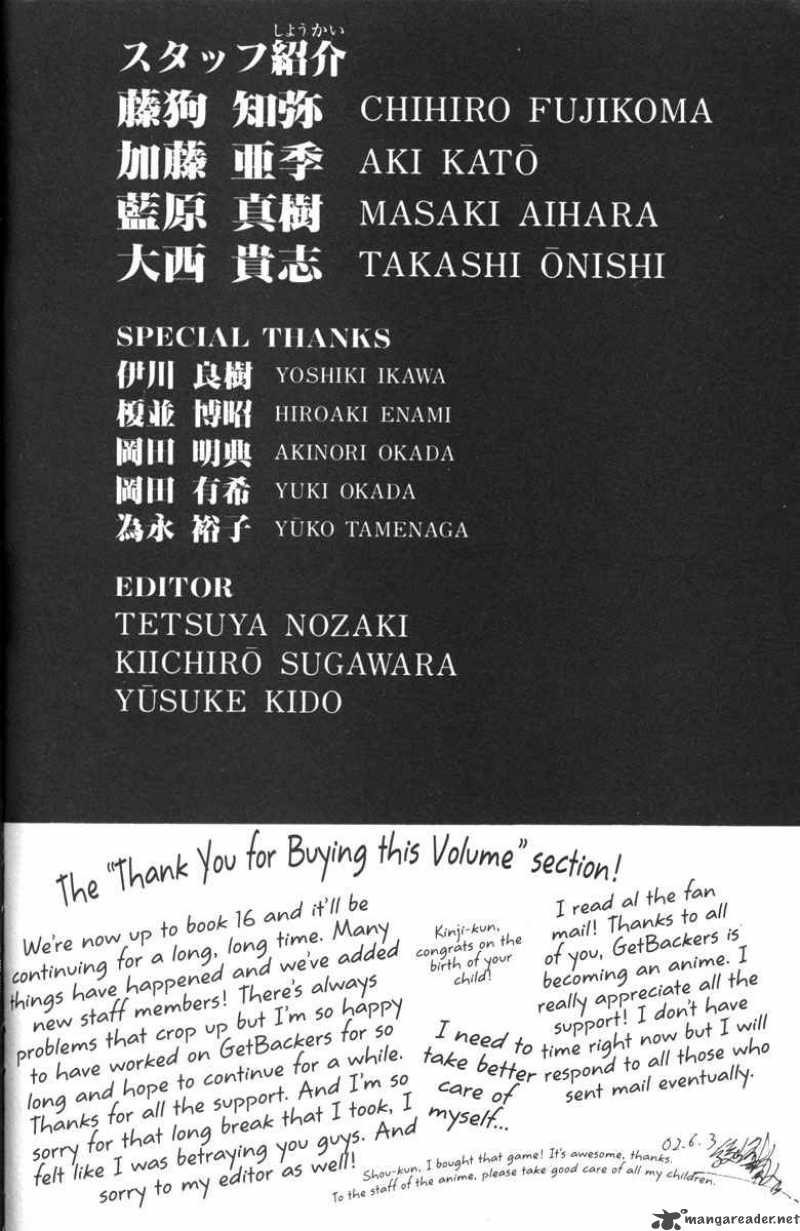 しょうかい
スタッフ紹介
藤狗 知弥 CHIHIRO FUJIKOMA
加藤 亜季 AKI KATŌ
藍原 真樹 MASAKI AIHARA
大西 貴志 TAKASHI ŌNISHI
SPECIAL THANKS
伊川 良樹 YOSHIKI IKAWA
榎並 博昭 HIROAKI ENAMI
岡田 明典 AKINORI OKADA
岡田 有希 YUKI OKADA
為永 裕子 YŪKO TAMENAGA
EDITOR
TETSUYA NOZAKI
KIICHIRŌ SUGAWARA
YŪSUKE KIDO
The "Thank You for Buying this Volume" section!
We're now up to book 16 and it'll be
continuing for a long, long time. Many
things have happened and we've added
new staff members! There's always
problems that crop up but I'm so happy
to have worked on GetBackers for so
long and hope to continue for a while.
Thanks for all the support. And I'm so
sorry for that long break that I took, I
felt like I was betraying you guys. And
sorry to my editor as well!
Kinji-kun,
congrats on the
birth of your
child!
I need to
take better
care of
myself...
I read al the fan
mail! Thanks to all
of you, GetBackers is
becoming an anime. I
really appreciate all the
support! I don't have
time right now but I will
respond to all those who
sent mail eventually.
02.6.3
Shou-kun, I bought that game! It's awesome, thanks.
To the staff of the anime, please take good care of all my children.
mangareader.net